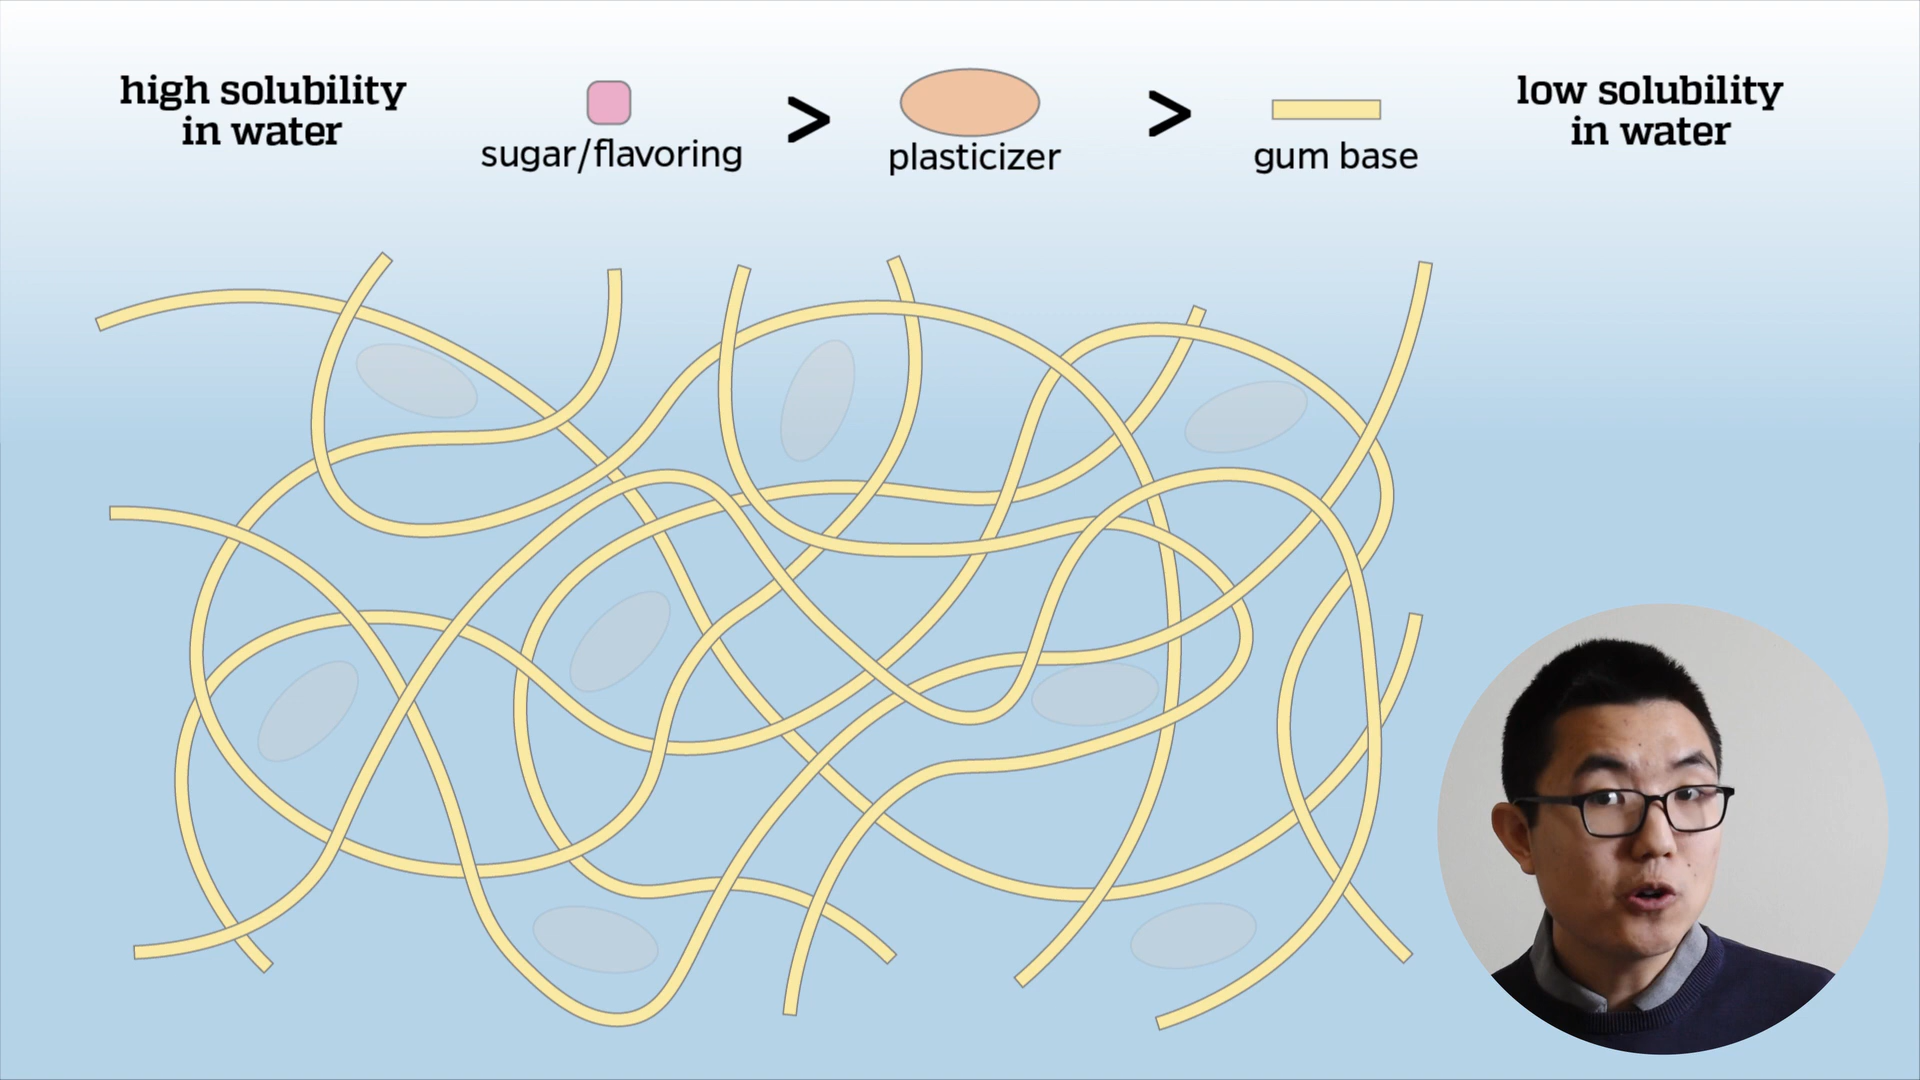 high solubility
in water
sugar/flavoring
>
plasticizer
>
gum base
low solubility
in water